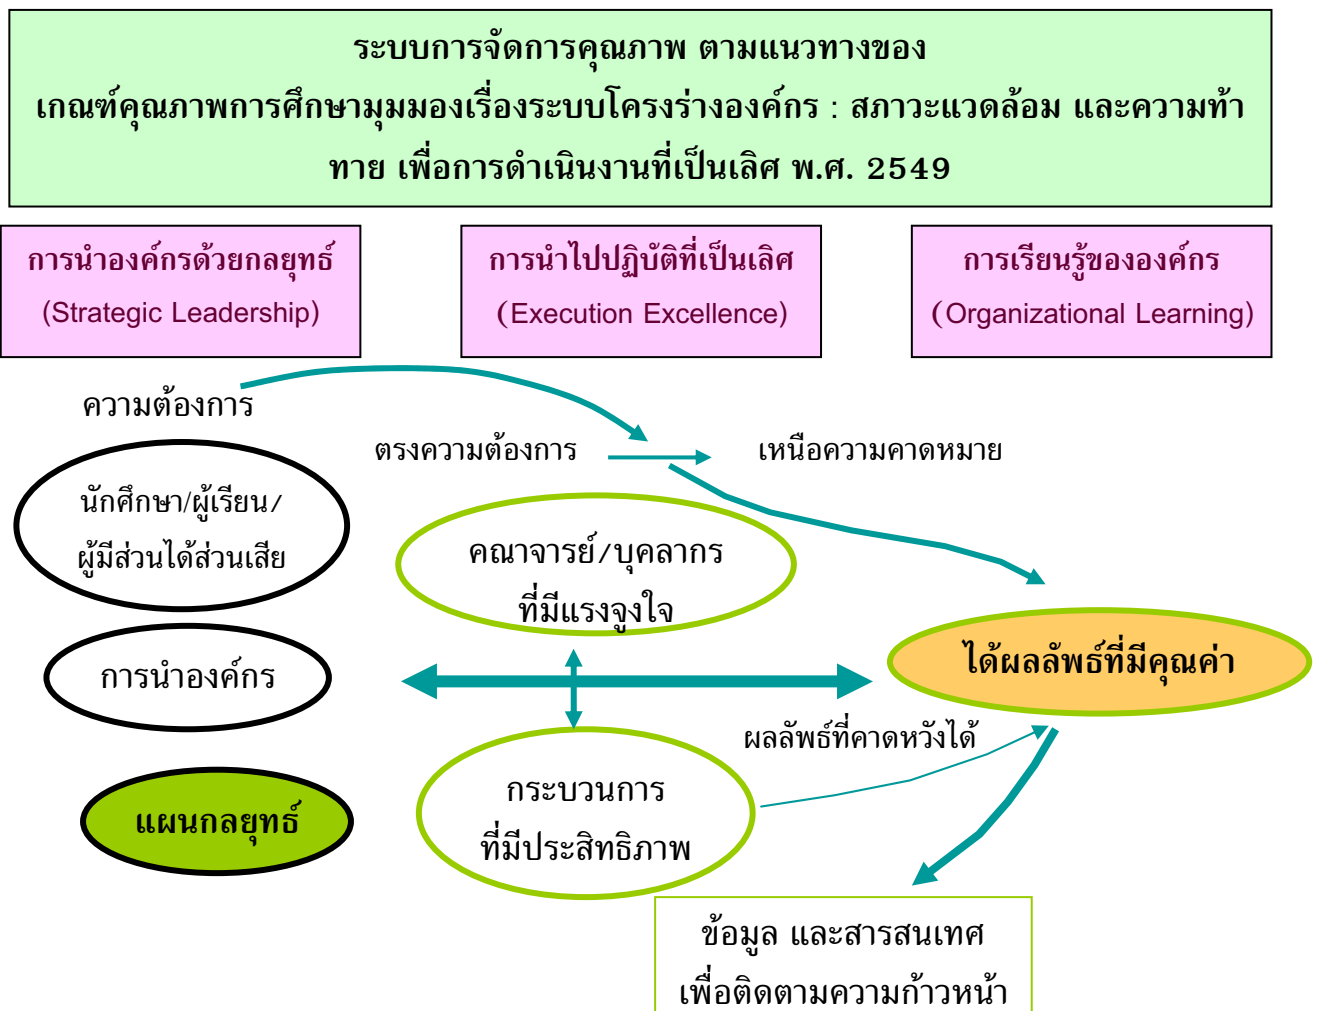 ระบบการจัดการคุณภาพ ตามแนวทางของ
เกณฑ์คุณภาพการศึกษามุมมองเรื่องระบบโครงร่างองค์กร : สภาวะแวดล้อม และความท้า
ทาย เพื่อการดำเนินงานที่เป็นเลิศ พ.ศ. 2549
การนำองค์กรด้วยกลยุทธ์
(Strategic Leadership)
การนำไปปฏิบัติที่เป็นเลิศ
(Execution Excellence)
การเรียนรู้ขององค์กร
(Organizational Learning)
ความต้องการ
ตรงความต้องการ
เหนือความคาดหมาย
นักศึกษา/ผู้เรียน/
ผู้มีส่วนได้ส่วนเสีย
คณาจารย์/บุคลากร
ที่มีแรงจูงใจ
การนำองค์กร
ได้ผลลัพธ์ที่มีคุณค่า
ผลลัพธ์ที่คาดหวังได้
แผนกลยุทธ์
กระบวนการ
ที่มีประสิทธิภาพ
ข้อมูล และสารสนเทศ
เพื่อติดตามความก้าวหน้า